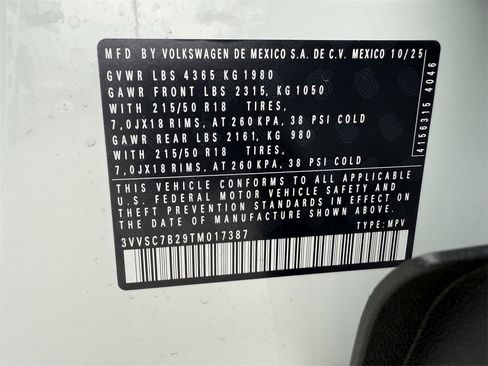 MFD BY VOLKSWAGEN DE MEXICO S.A. DE C.V. MEXICO 10/25
GVWR LBS 4365 KG 1980
GAWR FRONT LBS 2315, KG 1050
WITH 215/50 R18 TIRES,
7,0JX18 RIMS, AT 260 KPA, 38 PSI COLD
GAWR REAR LBS 2161, KG 980
WITH 215/50 R18 TIRES,
7,0JX18 RIMS, AT 260 KPA, 38 PSI COLD
THIS VEHICLE CONFORMS TO ALL APPLICABLE
U.S. FEDERAL MOTOR VEHICLE SAFETY AND
THEFT PREVENTION STANDARDS IN EFFECT ON
THE DATE OF MANUFACTURE SHOWN ABOVE.
3VVSC7B29TM017387 TYPE: MPV
4156315 4046